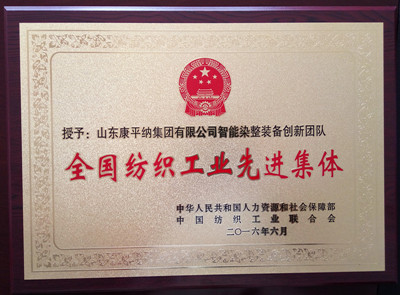 授予：山东康平纳集团有限公司智能染整装备创新团队
全国纺织工业先进集体
中华人民共和国人力资源和社会保障部
中国纺织工业联合会
二〇一六年六月